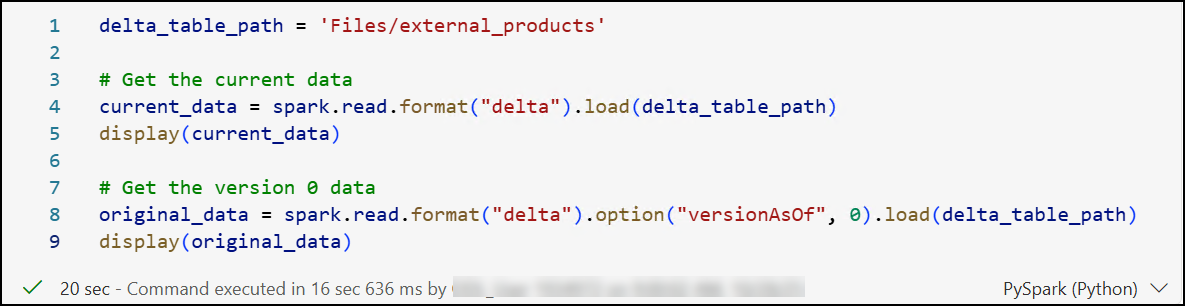 1 delta_table_path = 'Files/external_products'
2
3 # Get the current data
4 current_data = spark.read.format("delta").load(delta_table_path)
5 display(current_data)
6
7 # Get the version 0 data
8 original_data = spark.read.format("delta").option("versionAsOf", 0).load(delta_table_path)
9 display(original_data)
20 sec - Command executed in 16 sec 636 ms by
PySpark (Python)